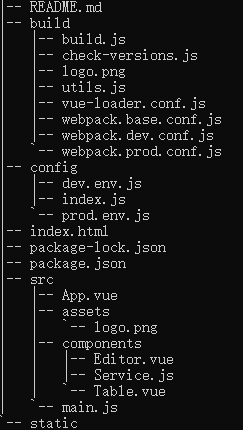 |-- README.md
|-- build
|   |-- build.js
|   |-- check-versions.js
|   |-- logo.png
|   |-- utils.js
|   |-- vue-loader.conf.js
|   |-- webpack.base.conf.js
|   |-- webpack.dev.conf.js
|   `-- webpack.prod.conf.js
|-- config
|   |-- dev.env.js
|   |-- index.js
|   `-- prod.env.js
|-- index.html
|-- package-lock.json
|-- package.json
|-- src
|   |-- App.vue
|   |-- assets
|   |   `-- logo.png
|   |-- components
|   |   |-- Editor.vue
|   |   |-- Service.js
|   |   `-- Table.vue
|   `-- main.js
`-- static